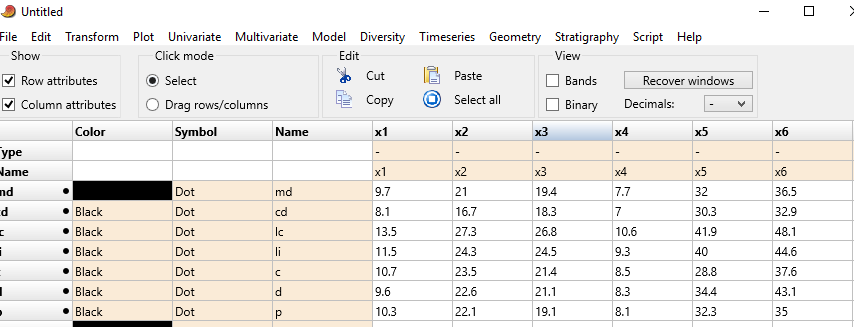 Untitled
File Edit Transform Plot Univariate Multivariate Model Diversity Timeseries Geometry Stratigraphy Script Help
Show Click mode Edit View
Row attributes Select Cut Paste Bands Recover windows
Column attributes Drag rows/columns Copy Select all Binary Decimals: -
Color Symbol Name x1 x2 x3 x4 x5 x6
Type - - - - - -
Name x1 x2 x3 x4 x5 x6
md Dot md 9.7 21 19.4 7.7 32 36.5
cd Black Dot cd 8.1 16.7 18.3 7 30.3 32.9
lc Black Dot lc 13.5 27.3 26.8 10.6 41.9 48.1
li Black Dot li 11.5 24.3 24.5 9.3 40 44.6
Black Dot c 10.7 23.5 21.4 8.5 28.8 37.6
d Black Dot d 9.6 22.6 21.1 8.3 34.4 43.1
p Black Dot p 10.3 22.1 19.1 8.1 32.3 35